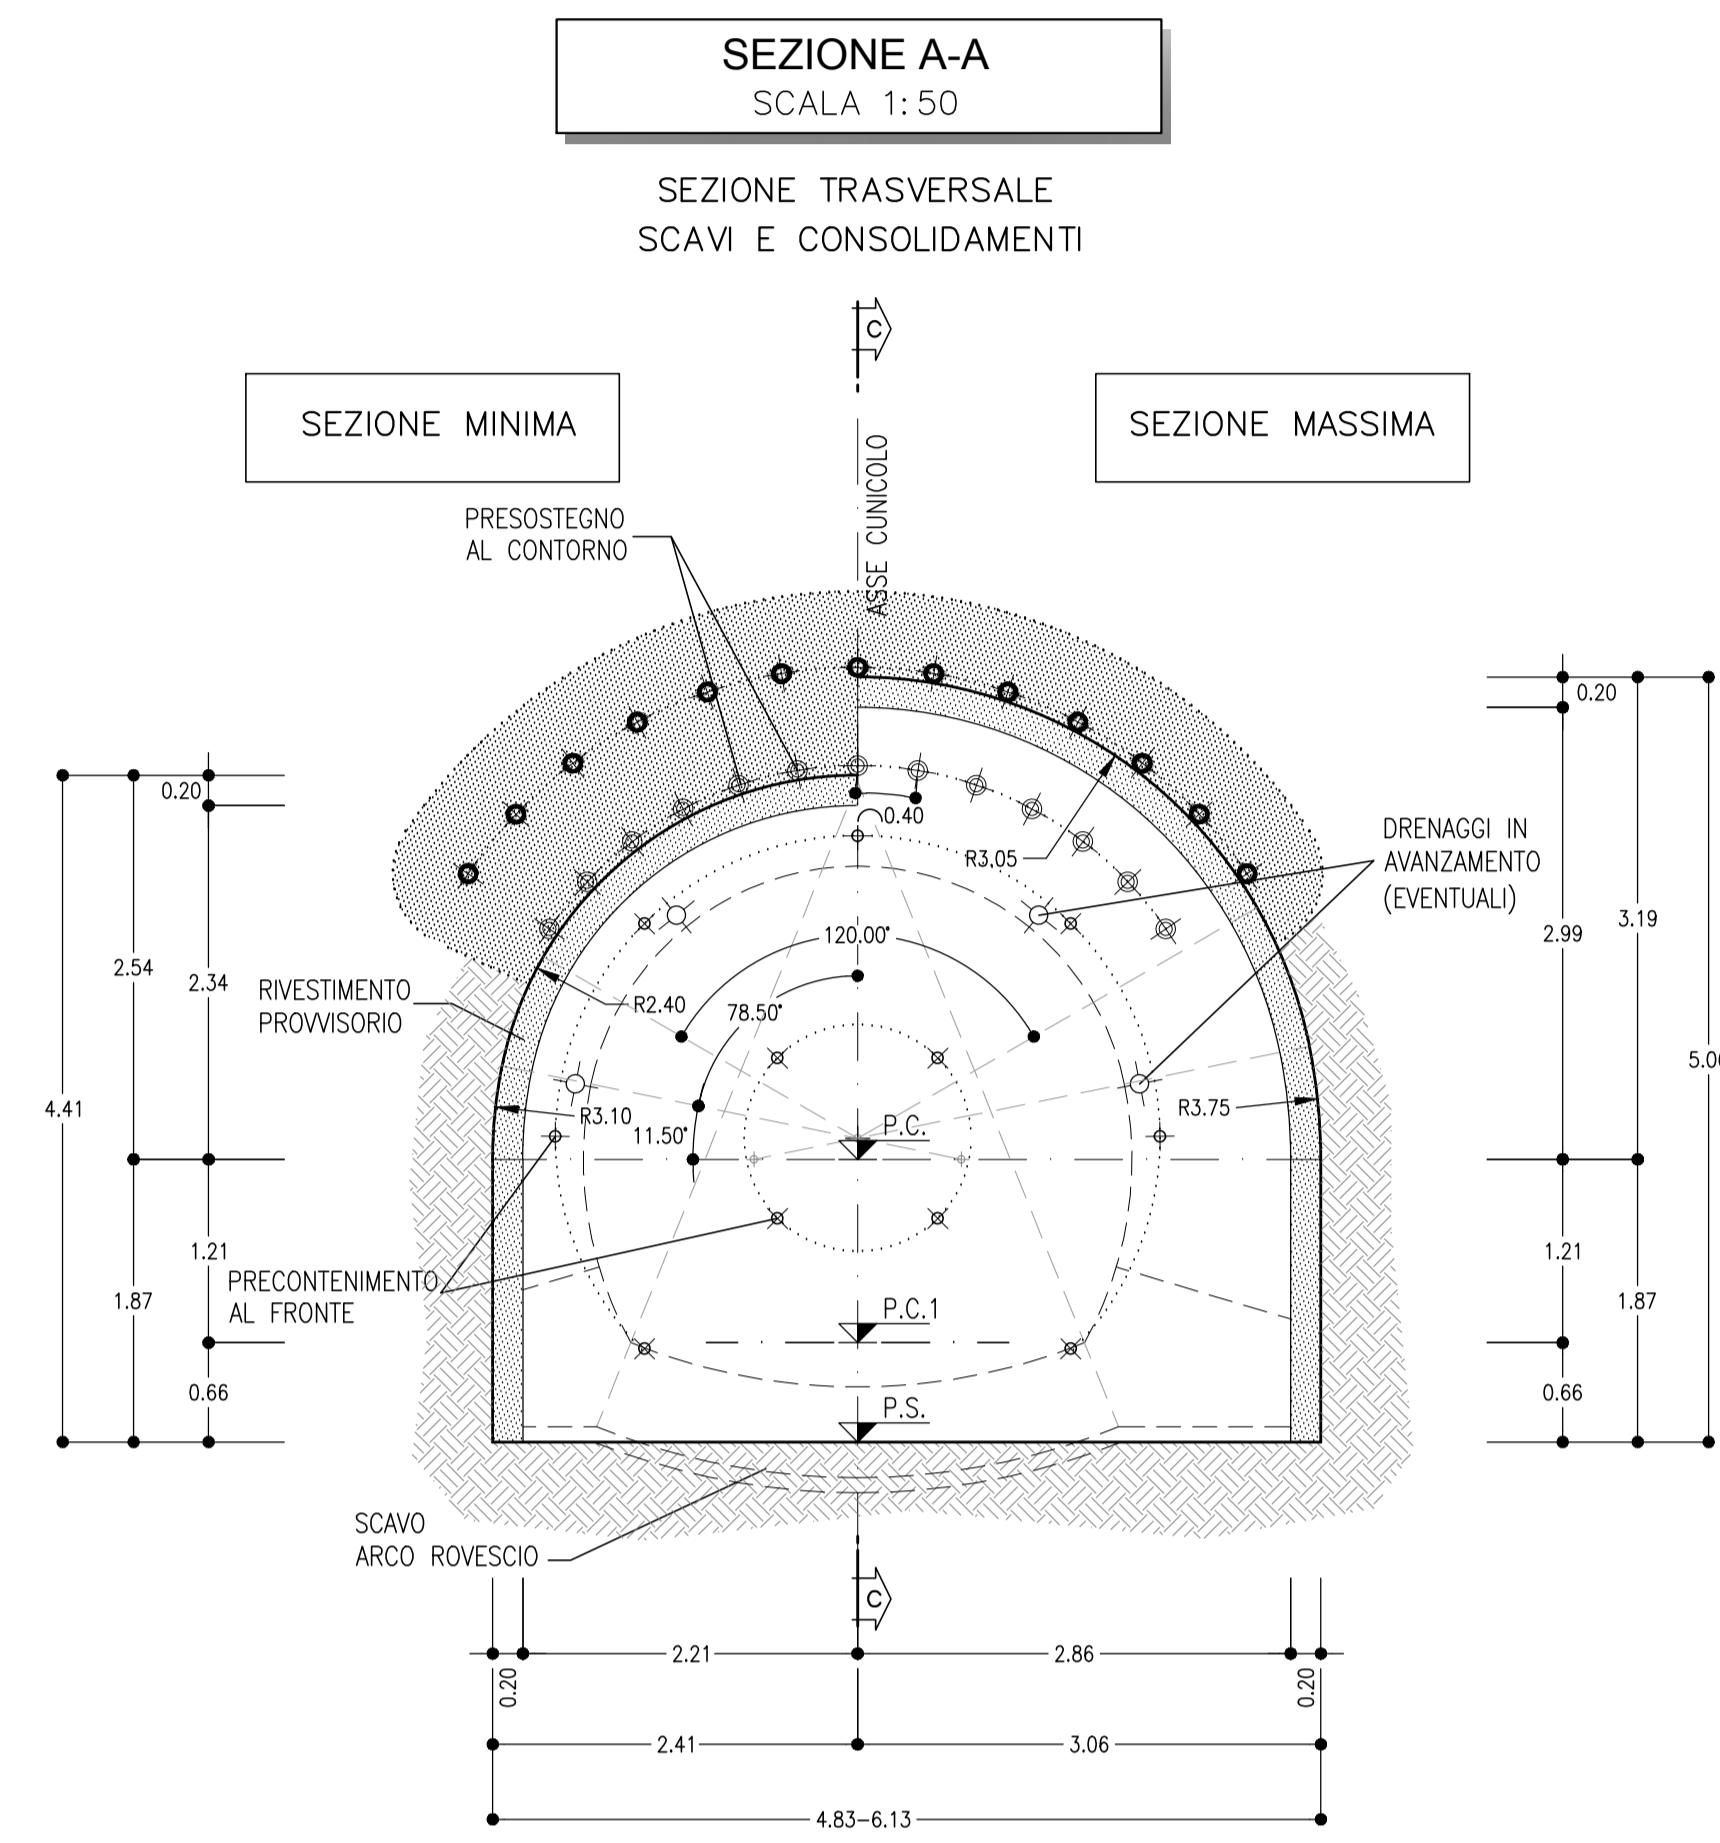 SEZIONE A-A
SCALA 1:50
SEZIONE TRASVERSALE
SCAVI E CONSOLIDAMENTI
C
SEZIONE MINIMA
SEZIONE MASSIMA
ASSE CUNICOLO
PRESOSTEGNO
AL CONTORNO
0.20
0.20
0.40
R3.05
DRENAGGI IN
AVANZAMENTO
(EVENTUALI)
2.54
2.34
120.00°
2.99
3.19
RIVESTIMENTO
PROVVISORIO
R2.40
78.50°
4.41
R3.10
11.50°
P.C.
R3.75
1.21
1.87
PRECONTENIMENTO
AL FRONTE
P.C.1
1.21
1.87
0.66
P.S.
0.66
SCAVO
ARCO ROVESCIO
C
2.21
2.86
0.20
0.20
2.41
3.06
4.83-6.13